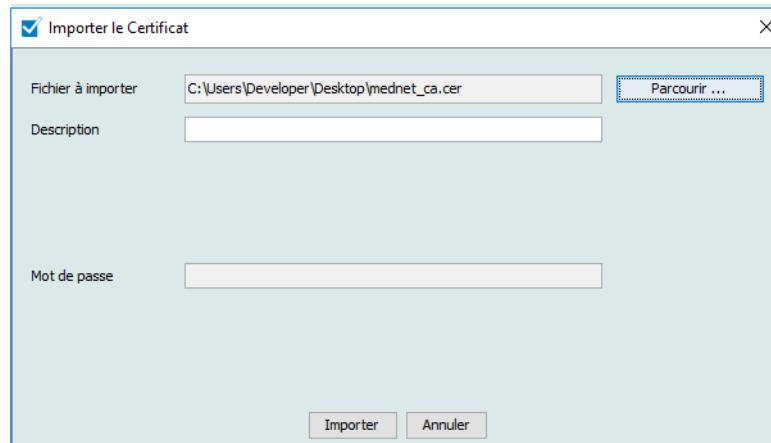 Importer le Certificat
Fichier à importer C:\Users\Developer\Desktop\mednet_ca.cer Parcourir ...
Description
Mot de passe
Importer Annuler